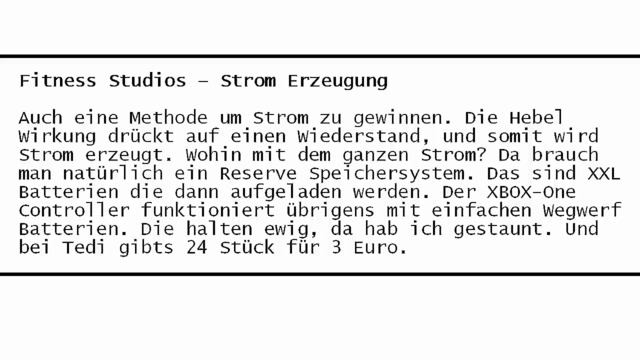 Fitness Studios – Strom Erzeugung
Auch eine Methode um Strom zu gewinnen. Die Hebel
Wirkung drückt auf einen Wiederstand, und somit wird
Strom erzeugt. Wohin mit dem ganzen Strom? Da brauch
man natürlich ein Reserve Speichersystem. Das sind XXL
Batterien die dann aufgeladen werden. Der XBOX-One
Controller funktioniert übrigens mit einfachen Wegwerf
Batterien. Die halten ewig, da hab ich gestaunt. Und
bei Tedi gibts 24 Stück für 3 Euro.